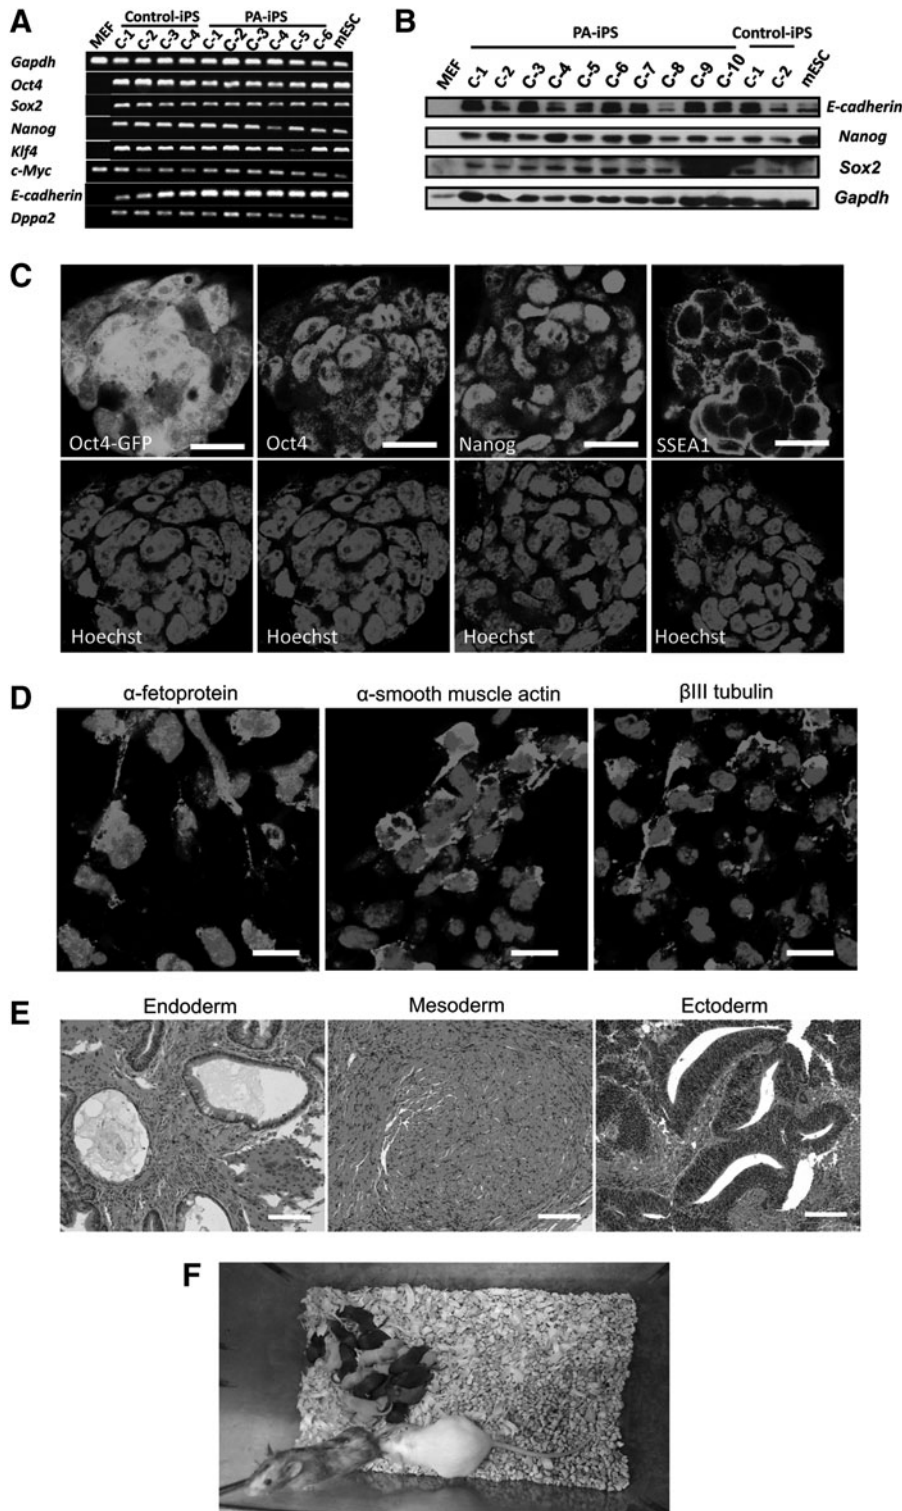 A
Control-iPS PA-iPS
MEF C-1 C-2 C-3 C-4 C-1 C-2 C-3 C-4 C-5 C-6 mESC
Gapdh
Oct4
Sox2
Nanog
Klf4
c-Myc
E-cadherin
Dppa2
B
PA-iPS Control-iPS
MEF C-1 C-2 C-3 C-4 C-5 C-6 C-7 C-8 C-9 C-10 C-1 C-2 mESC
E-cadherin
Nanog
Sox2
Gapdh
C
Oct4-GFP Oct4 Nanog SSEA1
Hoechst Hoechst Hoechst Hoechst
D
α-fetoprotein α-smooth muscle actin βIII tubulin
E
Endoderm Mesoderm Ectoderm
F